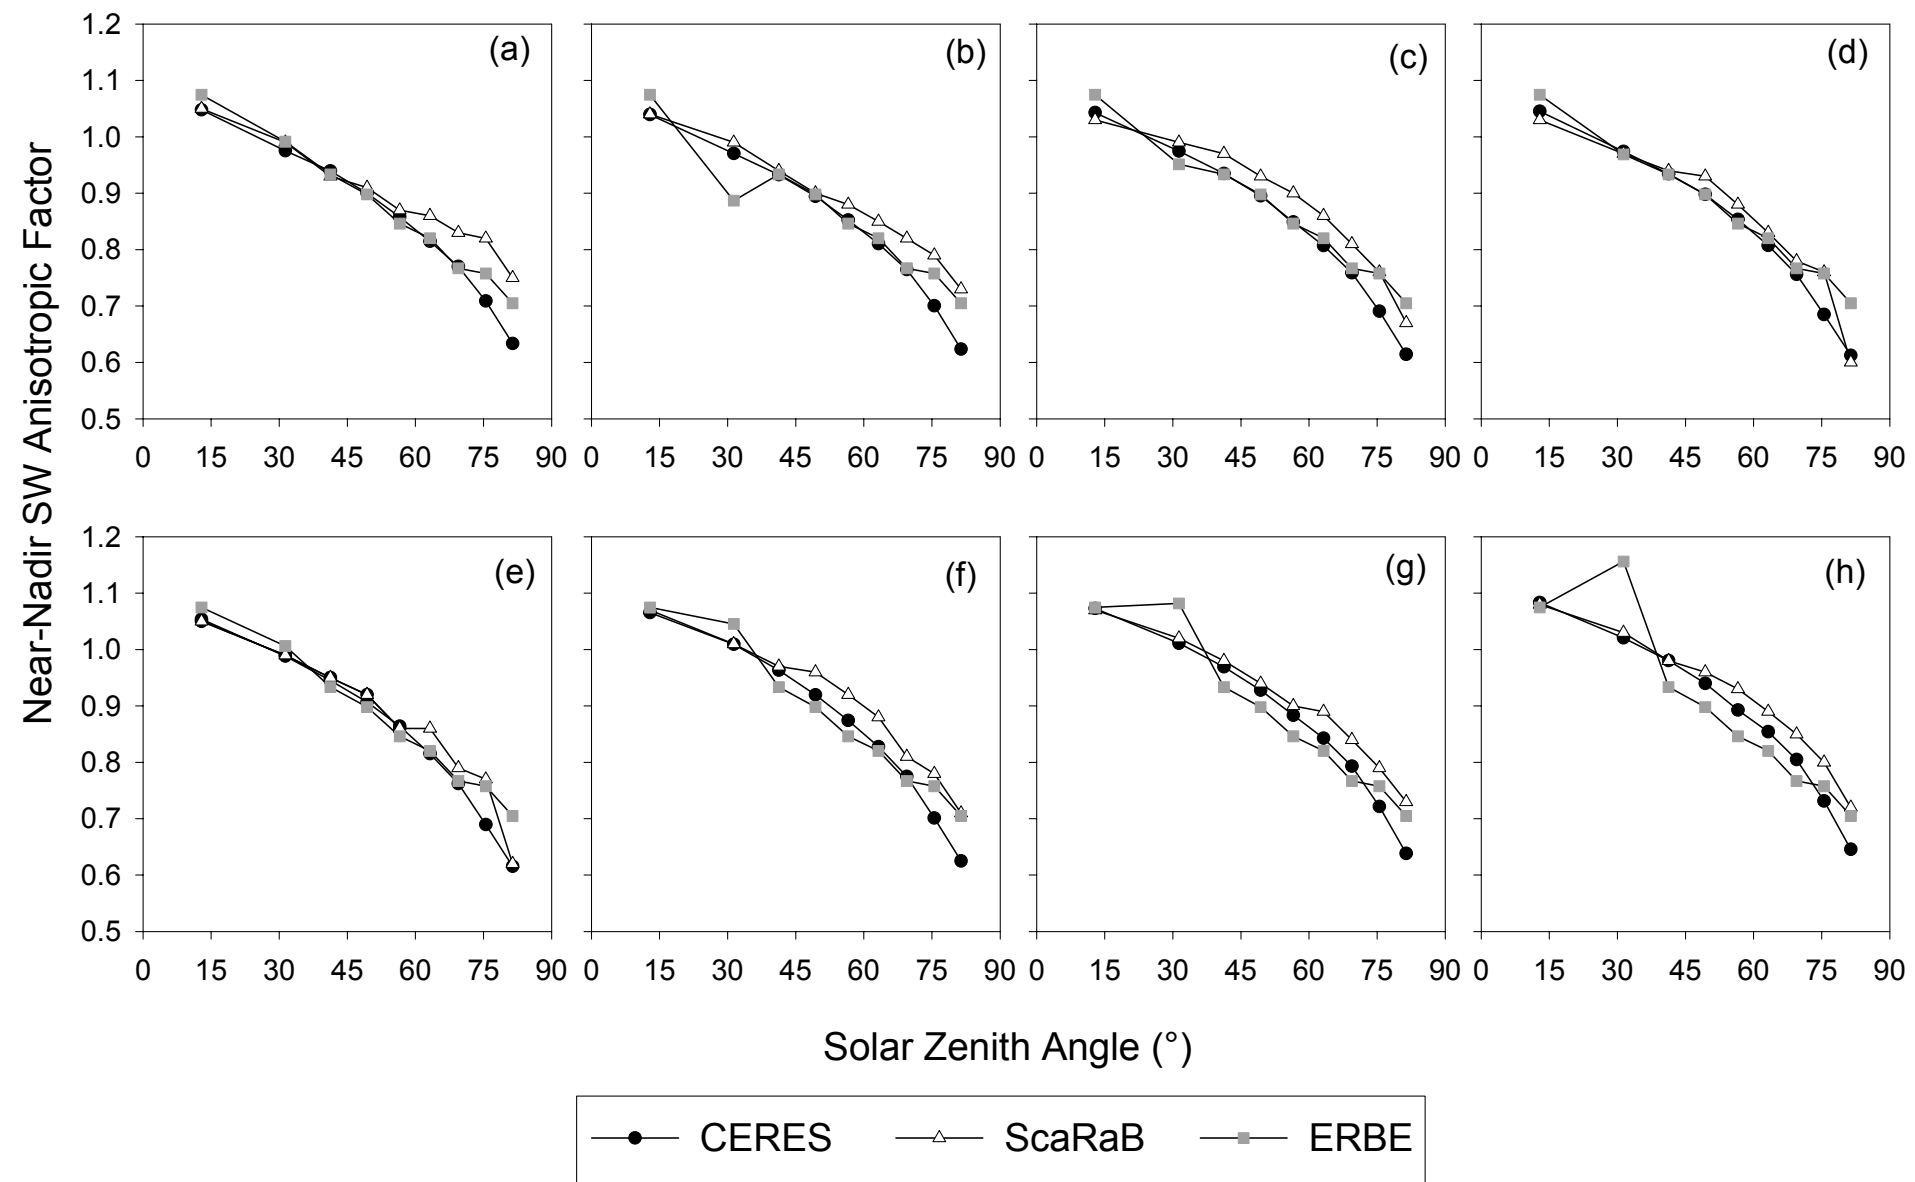 Near-Nadir SW Anisotropic Factor
1.2
1.1
1.0
0.9
0.8
0.7
0.6
0.5
(a) (b) (c) (d)
0 15 30 45 60 75 90 0 15 30 45 60 75 90 0 15 30 45 60 75 90 0 15 30 45 60 75 90
1.2
1.1
1.0
0.9
0.8
0.7
0.6
0.5
(e) (f) (g) (h)
0 15 30 45 60 75 90 0 15 30 45 60 75 90 0 15 30 45 60 75 90 0 15 30 45 60 75 90
Solar Zenith Angle (°)
CERES ScaRaB ERBE